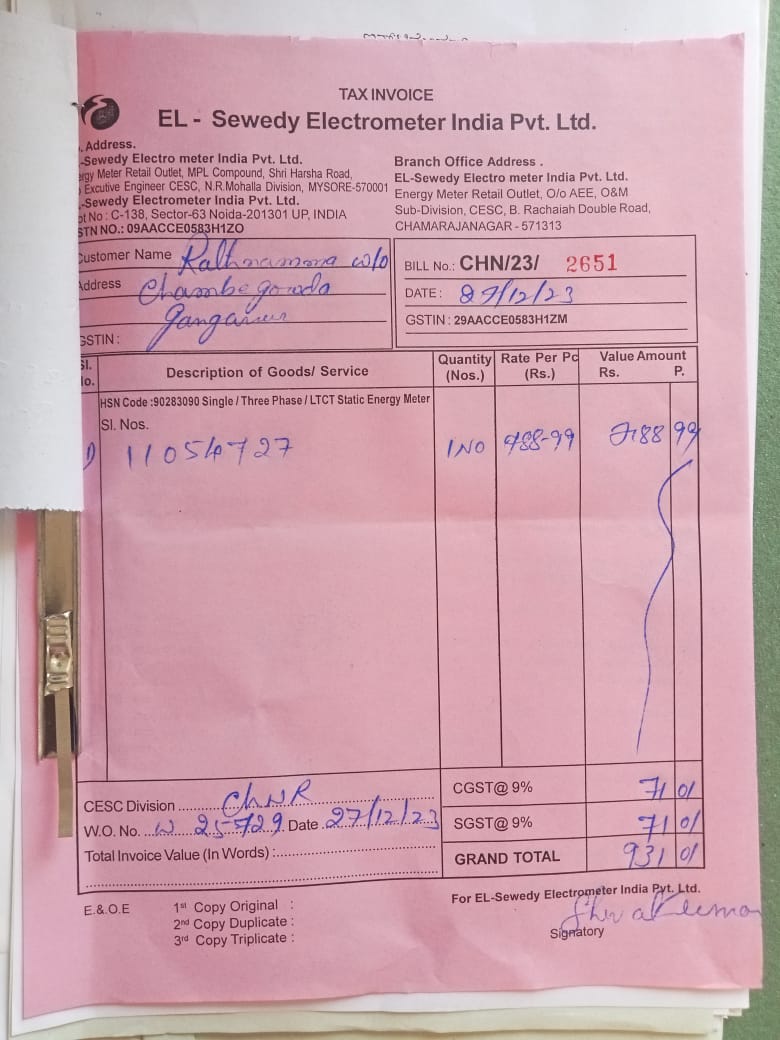 TAX INVOICE
EL - Sewedy Electrometer India Pvt. Ltd.
. Address.
-Sewedy Electro meter India Pvt. Ltd.
rgy Meter Retail Outlet, MPL Compound, Shri Harsha Road,
Excutive Engineer CESC, N.R.Mohalla Division, MYSORE-570001
.-Sewedy Electrometer India Pvt. Ltd.
ot No : C-138, Sector-63 Noida-201301 UP, INDIA
STN NO.: 09AACCE0583H1ZO
Branch Office Address .
EL-Sewedy Electro meter India Pvt. Ltd.
Energy Meter Retail Outlet, O/o AEE, O&M
Sub-Division, CESC, B. Rachaiah Double Road,
CHAMARAJANAGAR - 571313
ustomer Name Rathnamma w/o
Address Chambegowda
GSTIN :
BILL No.: CHN/23/ 2651
DATE : 27/12/23
GSTIN : 29AACCE0583H1ZM
Sl. No. Description of Goods/ Service Quantity (Nos.) Rate Per Pc (Rs.) Value Amount Rs. P.
HSN Code :90283090 Single / Three Phase / LTCT Static Energy Meter
Sl. Nos.
1) 11054727 1 NO 788-99 788 99
CGST@ 9% 71 01
SGST@ 9% 71 01
GRAND TOTAL 931 01
CESC Division ChNR
W.O. No. W 25729 Date 27/12/23
Total Invoice Value (In Words) :
E.&.O.E
1st Copy Original :
2nd Copy Duplicate :
3rd Copy Triplicate :
For EL-Sewedy Electrometer India Pvt. Ltd.
Signatory